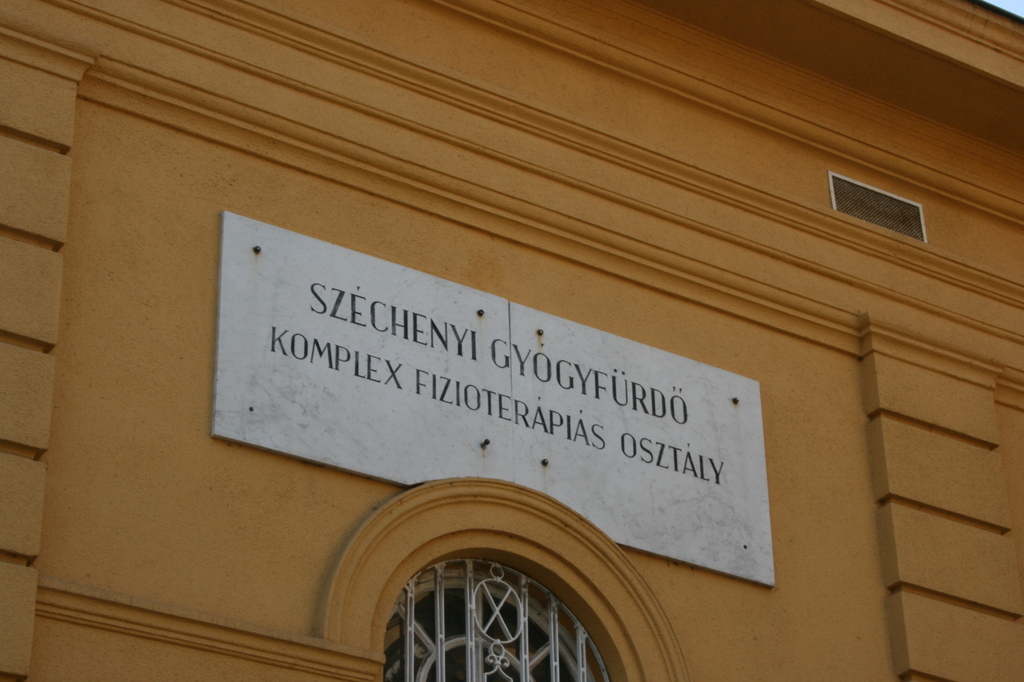 SZÉCHENYI GYÓGYFÜRDŐ
KOMPLEX FIZIOTERÁPIÁS OSZTÁLY